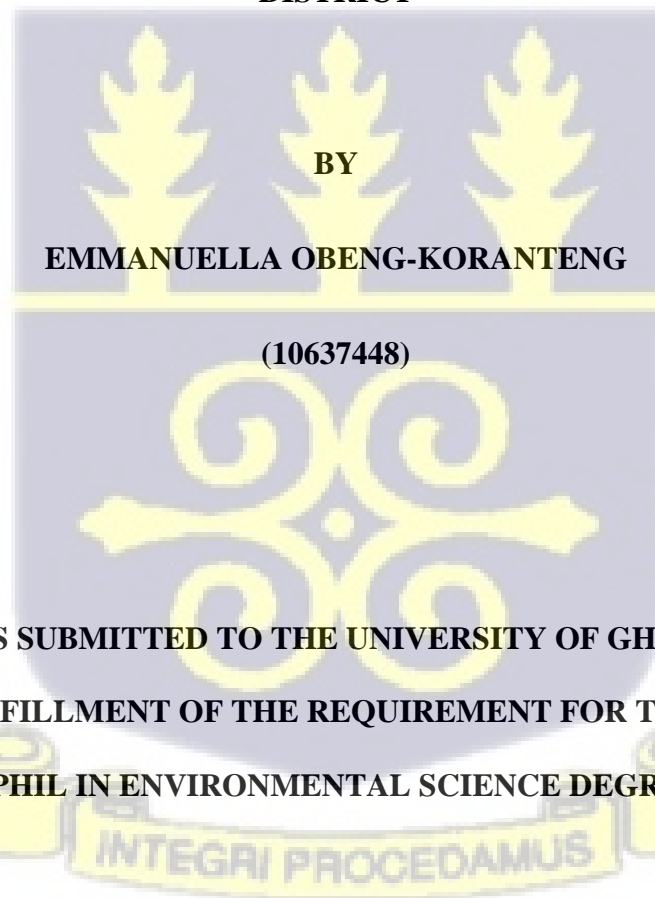 BY
EMMANUELLA OBENG-KORANTENG
(10637448)
S SUBMITTED TO THE UNIVERSITY OF GH
FILLMENT OF THE REQUIREMENT FOR T
PHIL IN ENVIRONMENTAL SCIENCE DEGR
INTEGRI PROCEDAMUS